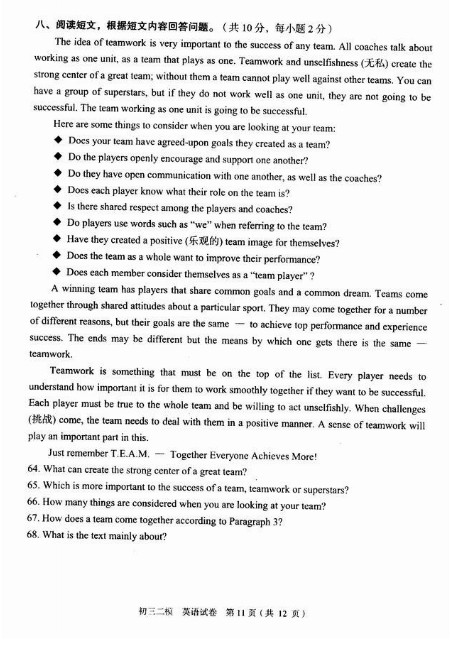 八、阅读短文，根据短文内容回答问题。（共 10 分，每小题 2 分）
The idea of teamwork is very important to the success of any team. All coaches talk about
working as one unit, as a team that plays as one. Teamwork and unselfishness (无私) create the
strong center of a great team; without them a team cannot play well against other teams. You can
have a group of superstars, but if they do not work well as one unit, they are not going to be
successful. The team working as one unit is going to be successful.
Here are some things to consider when you are looking at your team:
◆ Does your team have agreed-upon goals they created as a team?
◆ Do the players openly encourage and support one another?
◆ Do they have open communication with one another, as well as the coaches?
◆ Does each player know what their role on the team is?
◆ Is there shared respect among the players and coaches?
◆ Do players use words such as “we” when referring to the team?
◆ Have they created a positive (乐观的) team image for themselves?
◆ Does the team as a whole want to improve their performance?
◆ Does each member consider themselves as a “team player” ?
A winning team has players that share common goals and a common dream. Teams come
together through shared attitudes about a particular sport. They may come together for a number
of different reasons, but their goals are the same — to achieve top performance and experience
success. The ends may be different but the means by which one gets there is the same —
teamwork.
Teamwork is something that must be on the top of the list. Every player needs to
understand how important it is for them to work smoothly together if they want to be successful.
Each player must be true to the whole team and be willing to act unselfishly. When challenges
(挑战) come, the team needs to deal with them in a positive manner. A sense of teamwork will
play an important part in this.
Just remember T.E.A.M. — Together Everyone Achieves More!
64. What can create the strong center of a great team?
65. Which is more important to the success of a team, teamwork or superstars?
66. How many things are considered when you are looking at your team?
67. How does a team come together according to Paragraph 3?
68. What is the text mainly about?
初三二模 英语试卷 第 11 页（共 12 页）